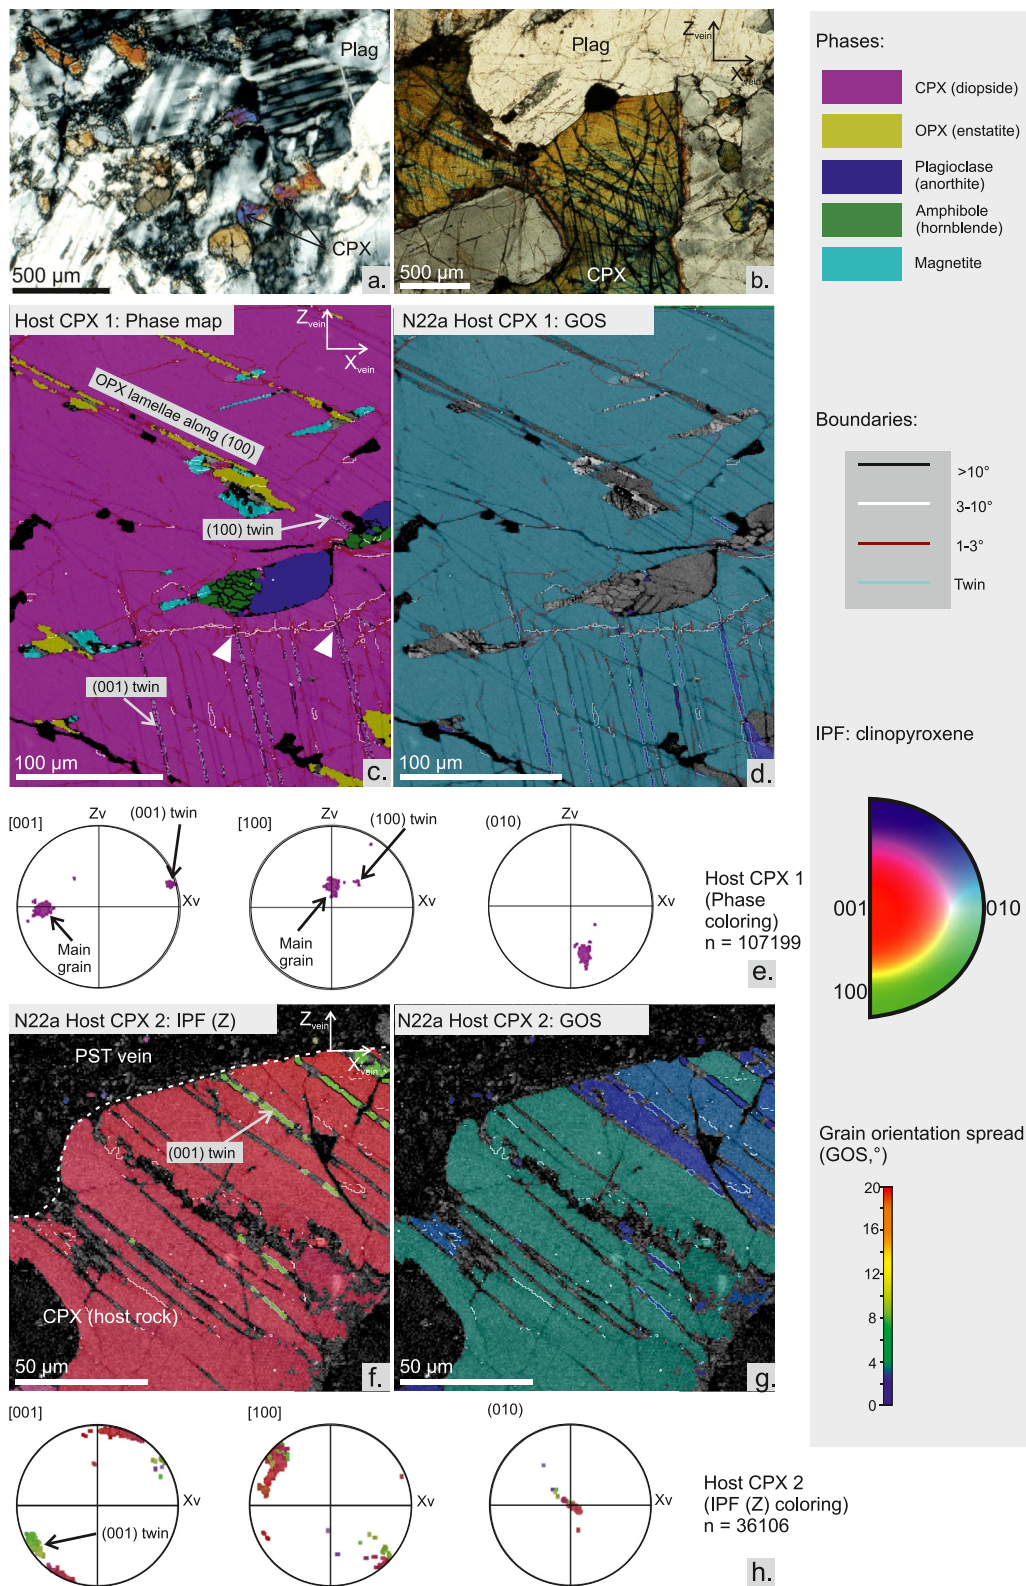 Plag
CPX
500 µm
a.
Plag
Z vein
X vein
CPX
500 µm
b.
Phases:
CPX (diopside)
OPX (enstatite)
Plagioclase
(anorthite)
Amphibole
(hornblende)
Magnetite
Host CPX 1: Phase map
Z vein
X vein
OPX lamellae along (100)
(100) twin
(001) twin
100 µm
c.
N22a Host CPX 1: GOS
100 µm
d.
Boundaries:
>10°
3-10°
1-3°
Twin
IPF: clinopyroxene
001
010
100
[001]
Zv
(001) twin
Xv
Main
grain
[100]
Zv
(100) twin
Xv
Main
grain
(010)
Zv
Xv
Host CPX 1
(Phase
coloring)
n = 107199
e.
N22a Host CPX 2: IPF (Z)
Z vein
X vein
PST vein
(001) twin
CPX (host rock)
50 µm
f.
N22a Host CPX 2: GOS
50 µm
g.
Grain orientation spread
(GOS,°)
20
16
12
8
4
0
[001]
Xv
(001) twin
[100]
Xv
(010)
Xv
Host CPX 2
(IPF (Z) coloring)
n = 36106
h.